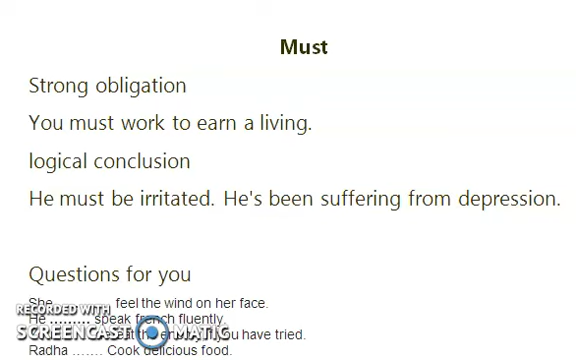 Must
Strong obligation
You must work to earn a living.
logical conclusion
He must be irritated. He's been suffering from depression.
Questions for you
She feel the wind on her face.
He ......... speak french fluently.
you have tried.
Radha ....... Cook delicious food.
RECORDED WITH
SCREENCAST MATIC